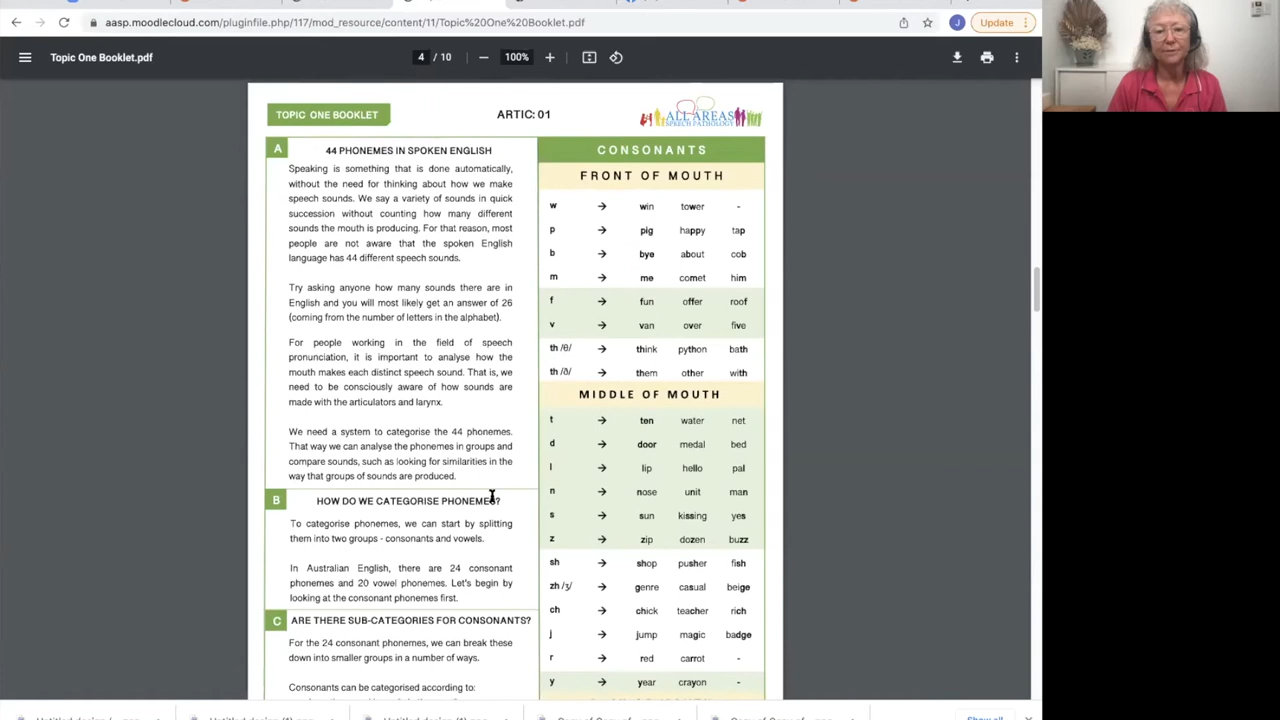 aasp.moodlecloud.com/pluginfile.php/117/mod_resource/content/11/Topic%20One%20Booklet.pdf
J
Update
Topic One Booklet.pdf
4 / 10
100%
TOPIC ONE BOOKLET
ARTIC: 01
ALL AREAS
SPEECH PATHOLOGY
A
44 PHONEMES IN SPOKEN ENGLISH
Speaking is something that is done automatically,
without the need for thinking about how we make
speech sounds. We say a variety of sounds in quick
succession without counting how many different
sounds the mouth is producing. For that reason, most
people are not aware that the spoken English
language has 44 different speech sounds.
Try asking anyone how many sounds there are in
English and you will most likely get an answer of 26
(coming from the number of letters in the alphabet).
For people working in the field of speech
pronunciation, it is important to analyse how the
mouth makes each distinct speech sound. That is, we
need to be consciously aware of how sounds are
made with the articulators and larynx.
We need a system to categorise the 44 phonemes.
That way we can analyse the phonemes in groups and
compare sounds, such as looking for similarities in the
way that groups of sounds are produced.
B
HOW DO WE CATEGORISE PHONEMES?
To categorise phonemes, we can start by splitting
them into two groups - consonants and vowels.
In Australian English, there are 24 consonant
phonemes and 20 vowel phonemes. Let's begin by
looking at the consonant phonemes first.
C
ARE THERE SUB-CATEGORIES FOR CONSONANTS?
For the 24 consonant phonemes, we can break these
down into smaller groups in a number of ways.
Consonants can be categorised according to:
CONSONANTS
FRONT OF MOUTH
w → win tower -
p → pig happy tap
b → bye about cob
m → me comet him
f → fun offer roof
v → van over five
th /θ/ → think python bath
th /ð/ → them other with
MIDDLE OF MOUTH
t → ten water net
d → door medal bed
l → lip hello pal
n → nose unit man
s → sun kissing yes
z → zip dozen buzz
sh → shop pusher fish
zh /ʒ/ → genre casual beige
ch → chick teacher rich
j → jump magic badge
r → red carrot -
y → year crayon -
Show all